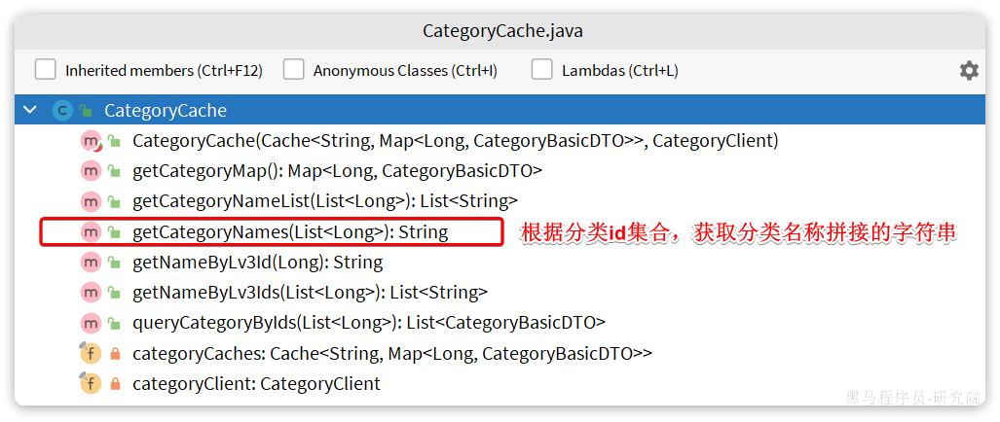 CategoryCache.java
Inherited members (Ctrl+F12) Anonymous Classes (Ctrl+I) Lambdas (Ctrl+L)
C CategoryCache
m CategoryCache(Cache<String, Map<Long, CategoryBasicDTO>>, CategoryClient)
m getCategoryMap(): Map<Long, CategoryBasicDTO>
m getCategoryNameList(List<Long>): List<String>
m getCategoryNames(List<Long>): String 根据分类id集合，获取分类名称拼接的字符串
m getNameByLv3Id(Long): String
m getNameByLv3Ids(List<Long>): List<String>
m queryCategoryByIds(List<Long>): List<CategoryBasicDTO>
f categoryCaches: Cache<String, Map<Long, CategoryBasicDTO>>
f categoryClient: CategoryClient
黑马程序员-研究院